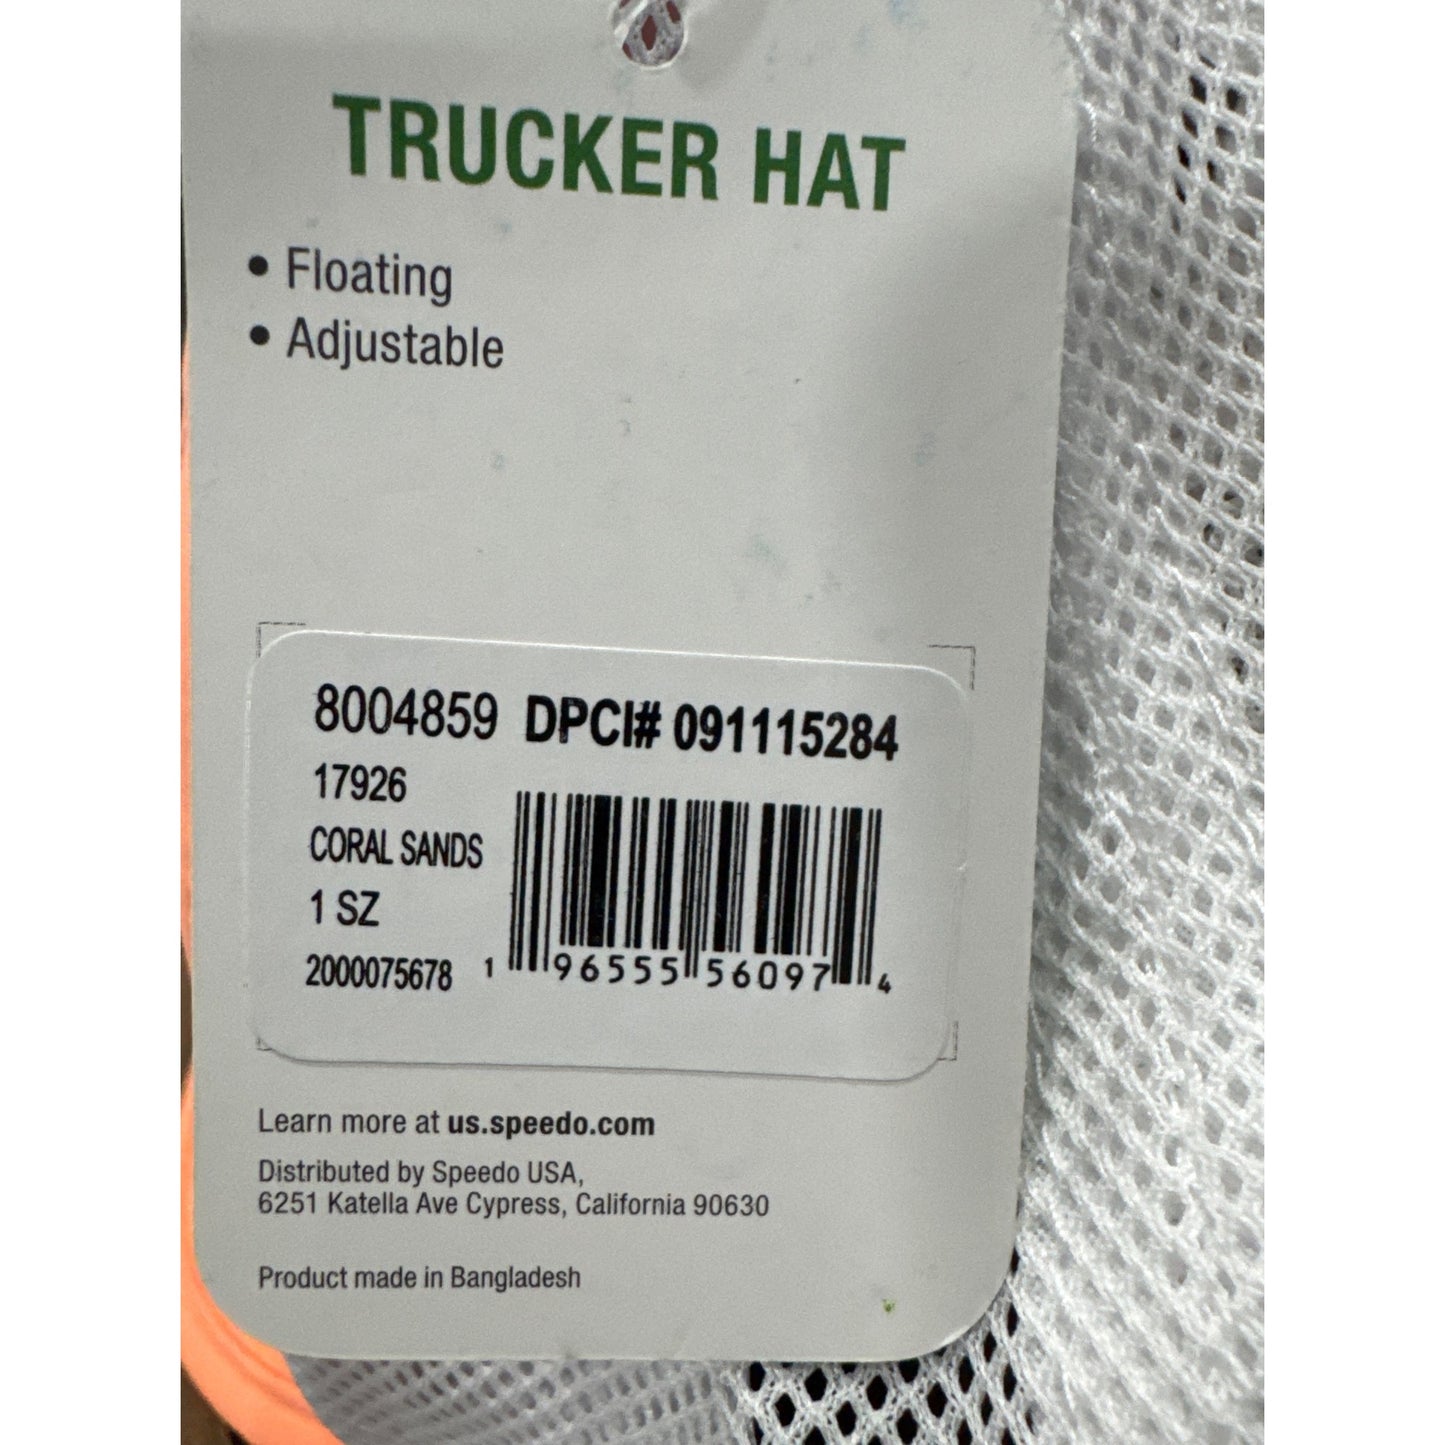 TRUCKER HAT
• Floating
• Adjustable
8004859 DPCI# 091115284
17926
CORAL SANDS
1 SZ
2000075678
1 96555 56097 4
Learn more at us.speedo.com
Distributed by Speedo USA,
6251 Katella Ave Cypress, California 90630
Product made in Bangladesh